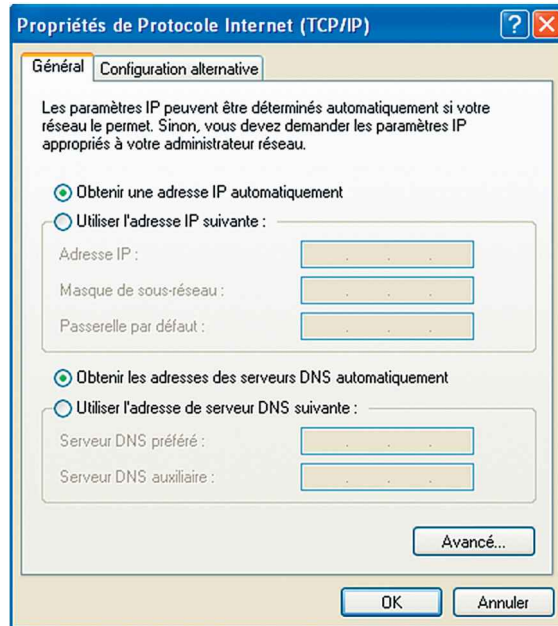 Propriétés de Protocole Internet (TCP/IP)
Général
Configuration alternative
Les paramètres IP peuvent être déterminés automatiquement si votre
réseau le permet. Sinon, vous devez demander les paramètres IP
appropriés à votre administrateur réseau.
Obtenir une adresse IP automatiquement
Utiliser l'adresse IP suivante :
Adresse IP :
Masque de sous-réseau :
Passerelle par défaut :
Obtenir les adresses des serveurs DNS automatiquement
Utiliser l'adresse de serveur DNS suivante :
Serveur DNS préféré :
Serveur DNS auxiliaire :
Avancé...
OK
Annuler